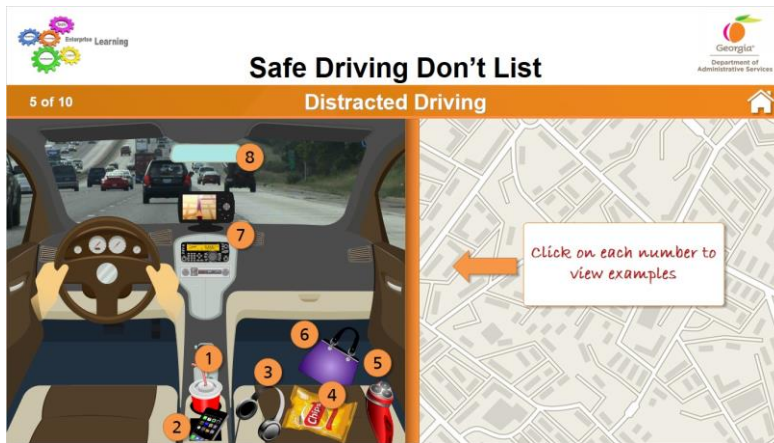 Enterprise Learning
Safe Driving Don't List
Georgia
Department of
Administrative Services
5 of 10
Distracted Driving
8
7
Click on each number to
view examples
6
1
5
3
4
Chips
2